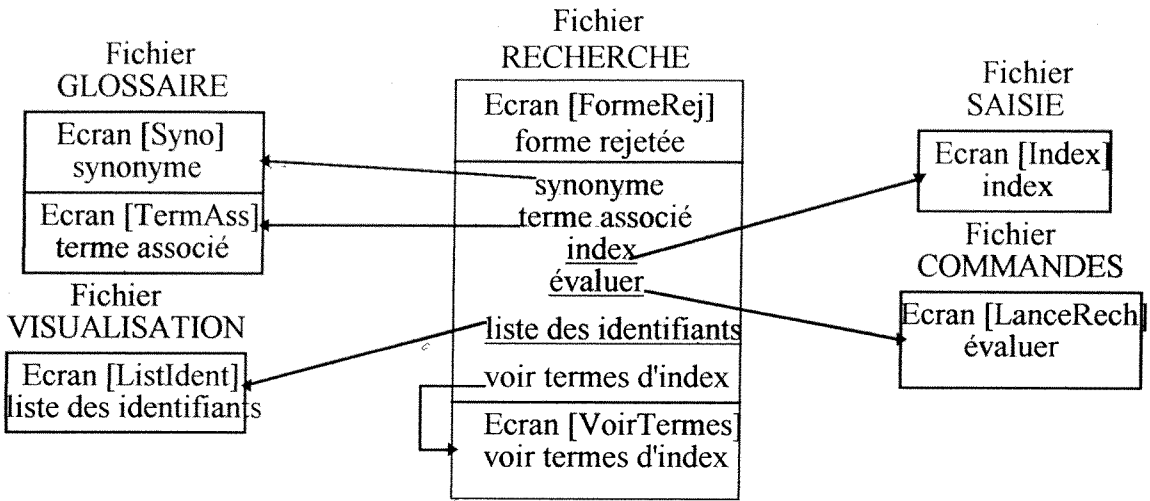 Fichier
GLOSSAIRE
Ecran [Syno]
synonyme
Ecran [TermAss]
terme associé
Fichier
VISUALISATION
Ecran [ListIdent]
liste des identifiants
Fichier
RECHERCHE
Ecran [FormeRej]
forme rejetée
synonyme
terme associé
index
évaluer
liste des identifiants
voir termes d'index
Ecran [VoirTermes]
voir termes d'index
Fichier
SAISIE
Ecran [Index]
index
Fichier
COMMANDES
Ecran [LanceRech]
évaluer